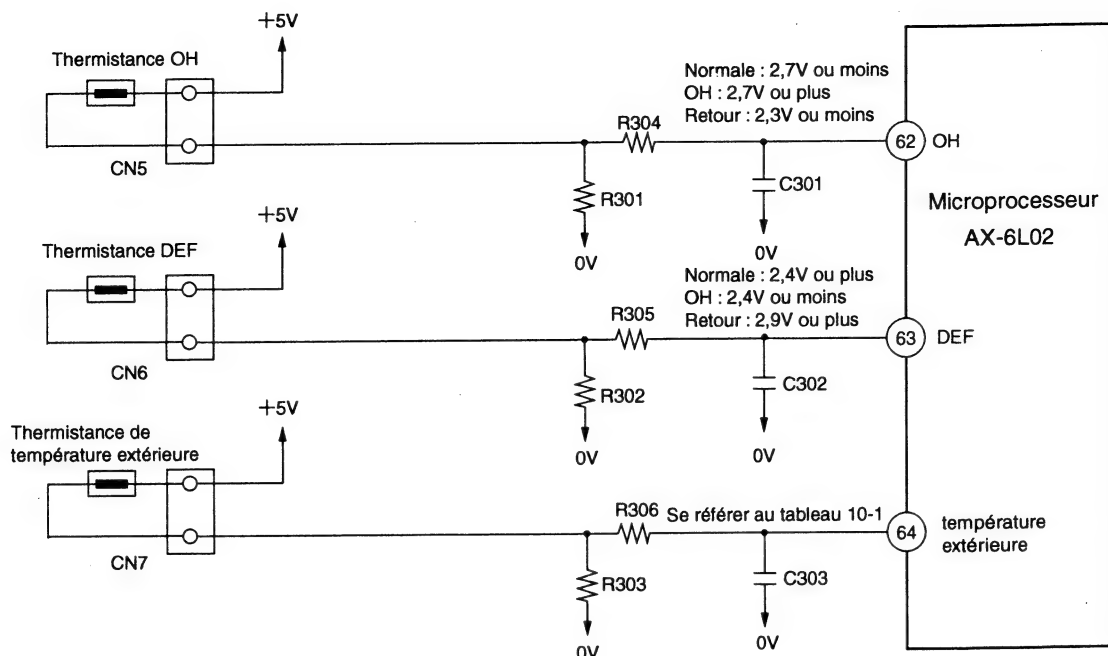 +5V
Thermistance OH
CN5
R304
R301
0V
Normale : 2,7V ou moins
OH : 2,7V ou plus
Retour : 2,3V ou moins
C301
0V
62
OH
Microprocesseur
AX-6L02
+5V
Thermistance DEF
CN6
R305
R302
0V
Normale : 2,4V ou plus
OH : 2,4V ou moins
Retour : 2,9V ou plus
C302
0V
63
DEF
+5V
Thermistance de
température extérieure
CN7
R306
R303
0V
Se référer au tableau 10-1
C303
0V
64
température
extérieure